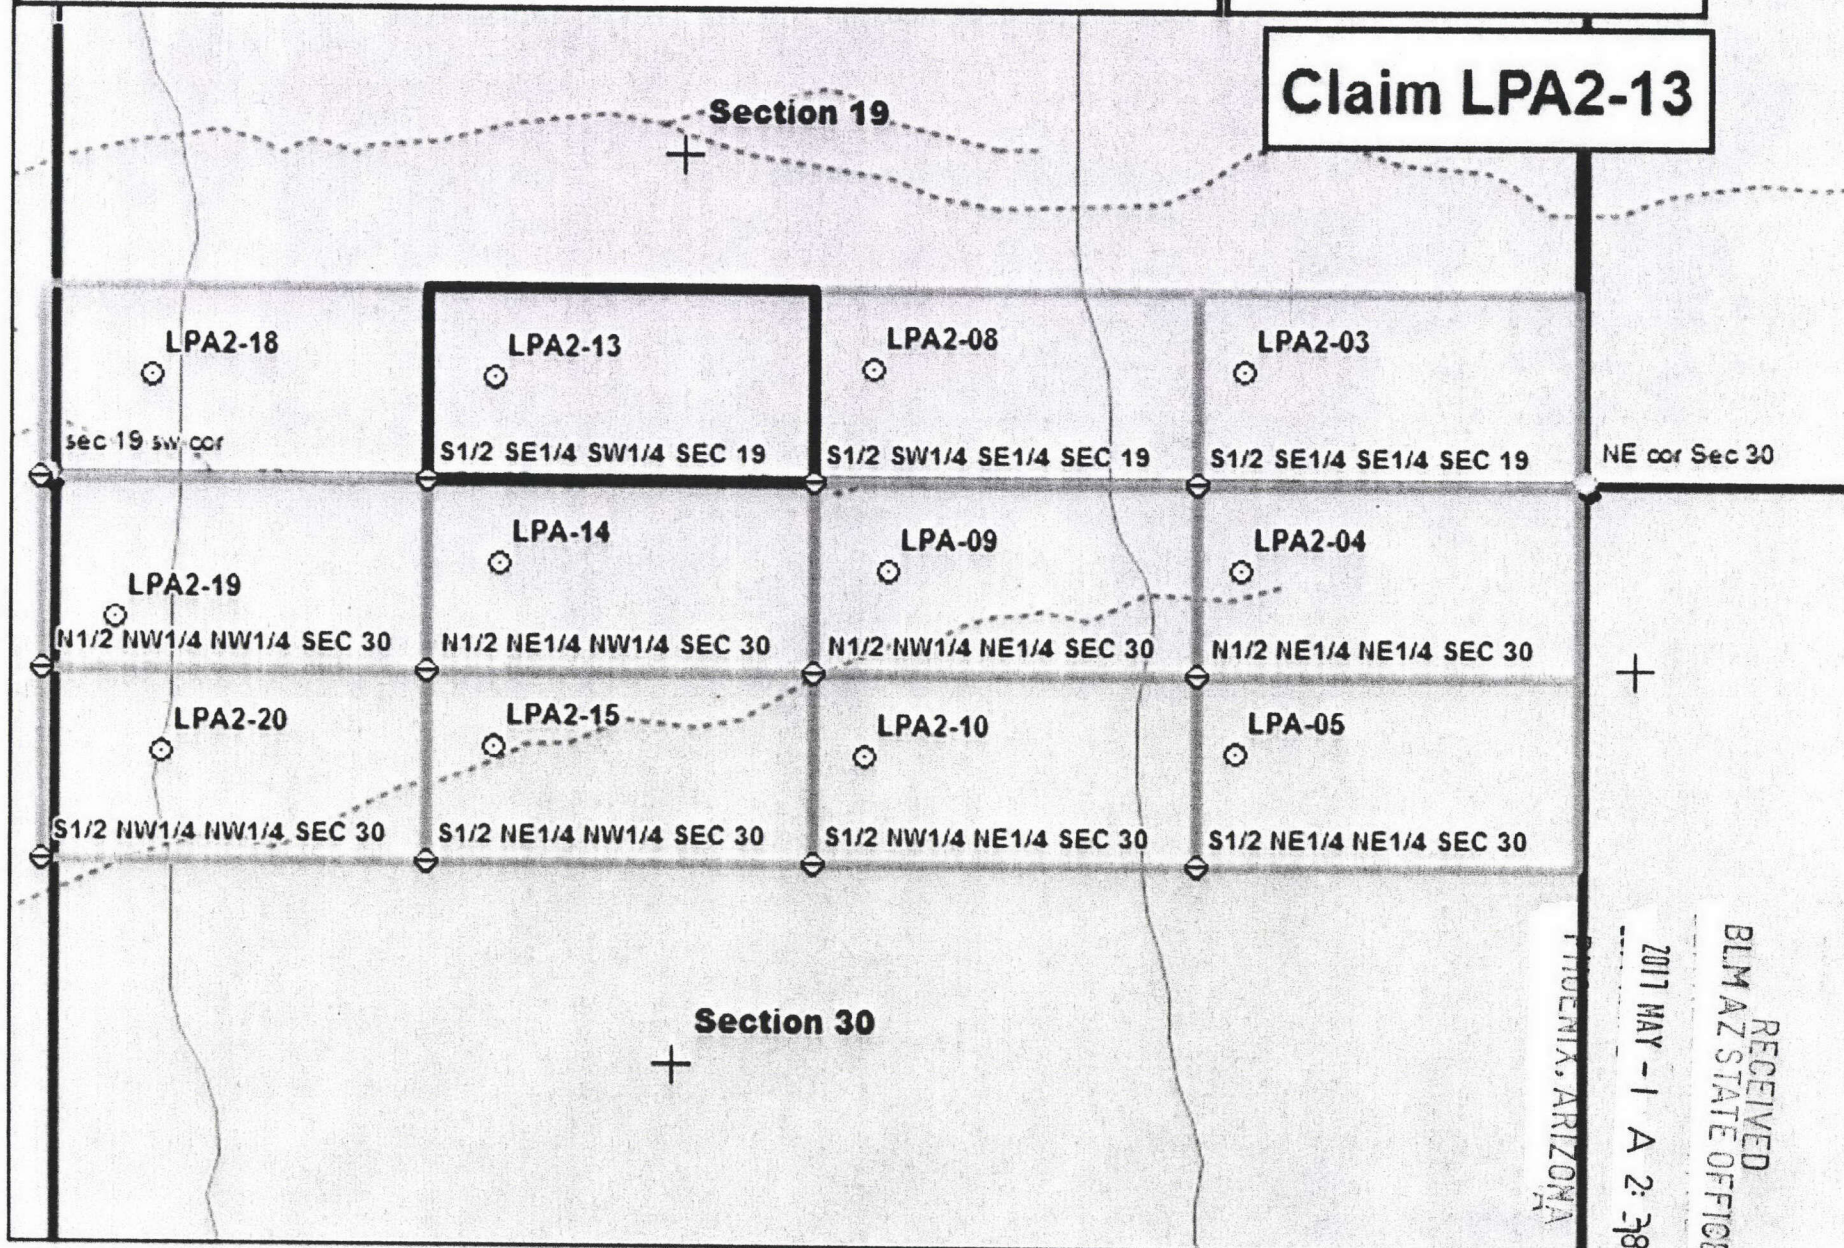 Claim LPA2-13
Section 19
LPA2-18
LPA2-13
LPA2-08
LPA2-03
sec 19 sw cor
S1/2 SE1/4 SW1/4 SEC 19
S1/2 SW1/4 SE1/4 SEC 19
S1/2 SE1/4 SE1/4 SEC 19
NE cor Sec 30
LPA-14
LPA-09
LPA2-04
LPA2-19
N1/2 NW1/4 NW1/4 SEC 30
N1/2 NE1/4 NW1/4 SEC 30
N1/2 NW1/4 NE1/4 SEC 30
N1/2 NE1/4 NE1/4 SEC 30
LPA2-20
LPA2-15
LPA2-10
LPA-05
S1/2 NW1/4 NW1/4 SEC 30
S1/2 NE1/4 NW1/4 SEC 30
S1/2 NW1/4 NE1/4 SEC 30
S1/2 NE1/4 NE1/4 SEC 30
Section 30
RECEIVED
BLM AZ STATE OFFICE
2017 MAY -1 A 2:38
PHOENIX, ARIZONA